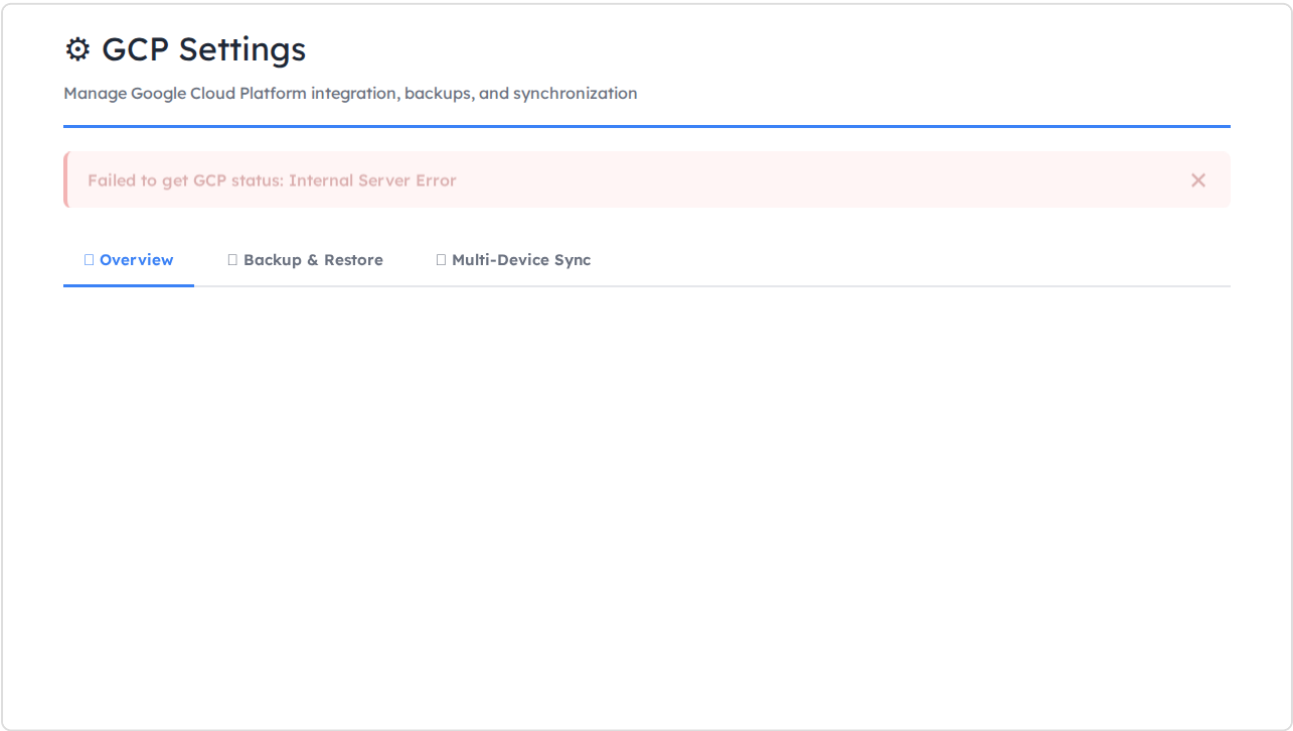 ⚙ GCP Settings
Manage Google Cloud Platform integration, backups, and synchronization
Failed to get GCP status: Internal Server Error ×
Overview Backup & Restore Multi-Device Sync